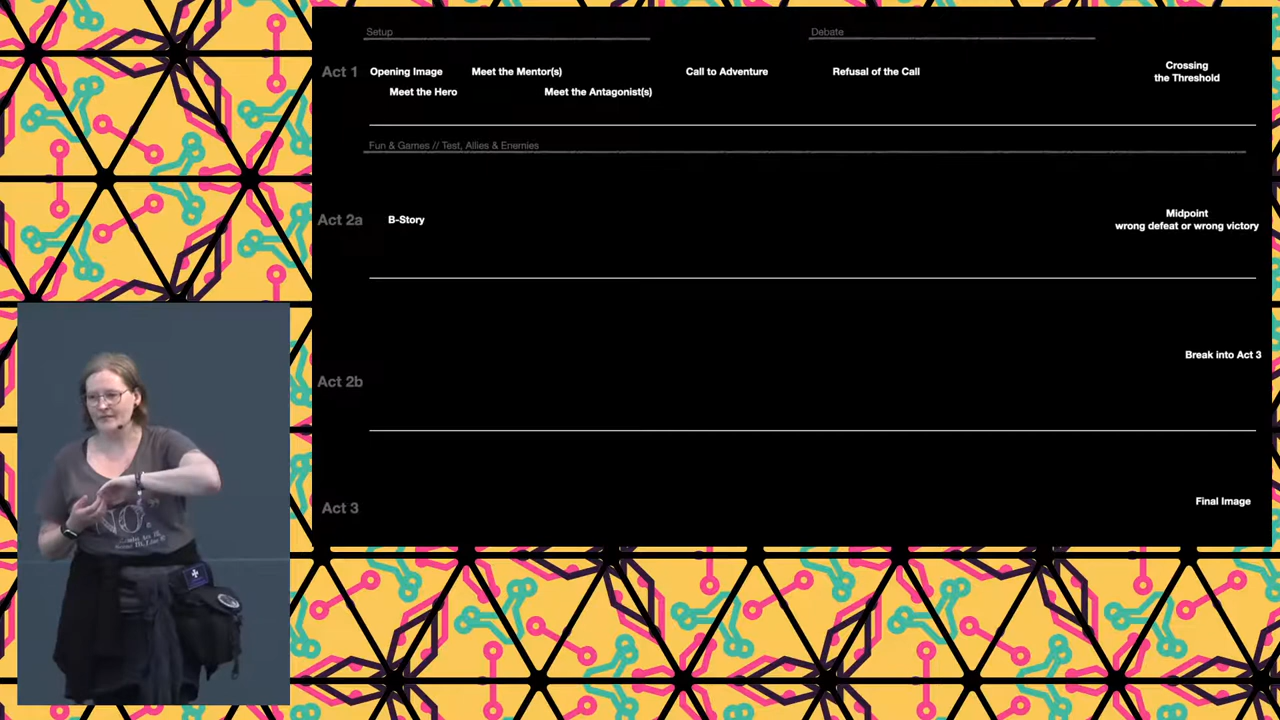 Setup
Debate
Act 1
Opening Image
Meet the Mentor(s)
Call to Adventure
Refusal of the Call
Crossing
the Threshold
Meet the Hero
Meet the Antagonist(s)
Fun & Games // Test, Allies & Enemies
Act 2a
B-Story
Midpoint
wrong defeat or wrong victory
Break into Act 3
Act 2b
Act 3
Final Image
NO!